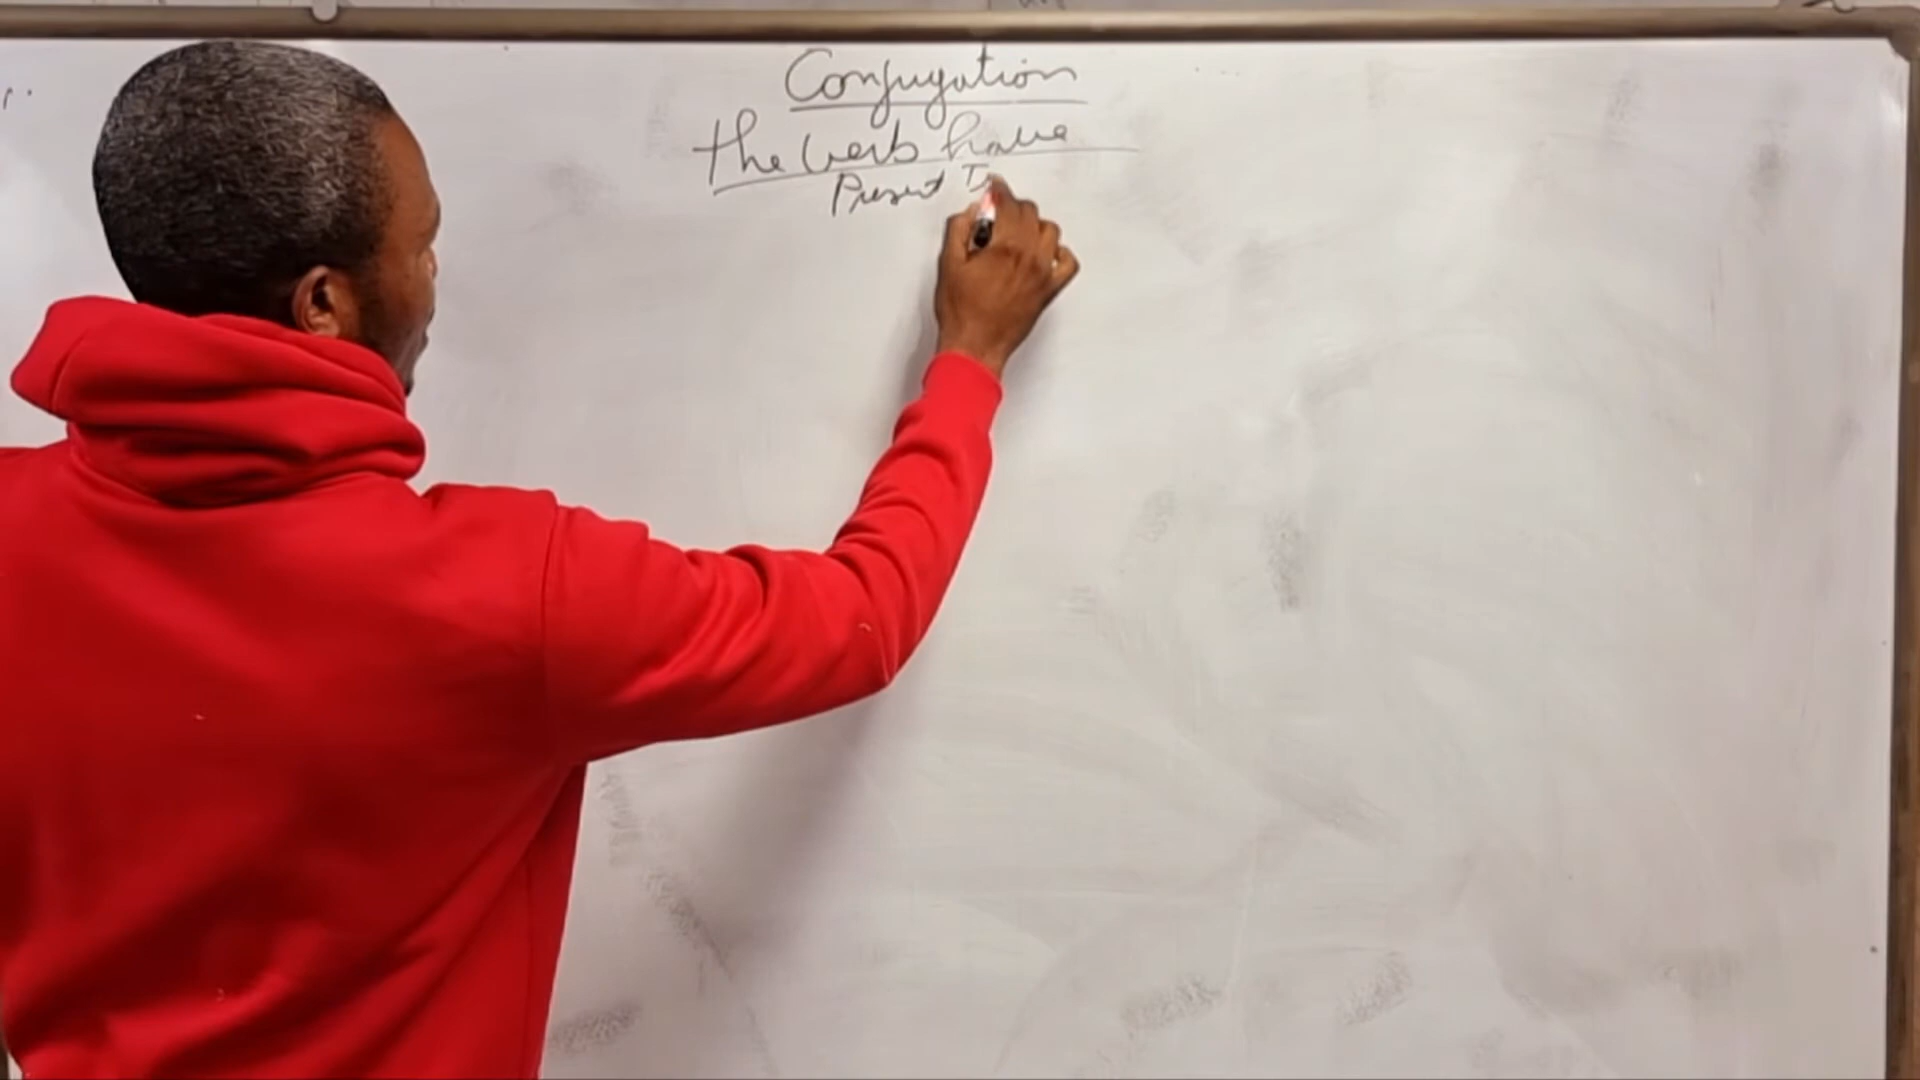 Conjugation
the verb have
Present T